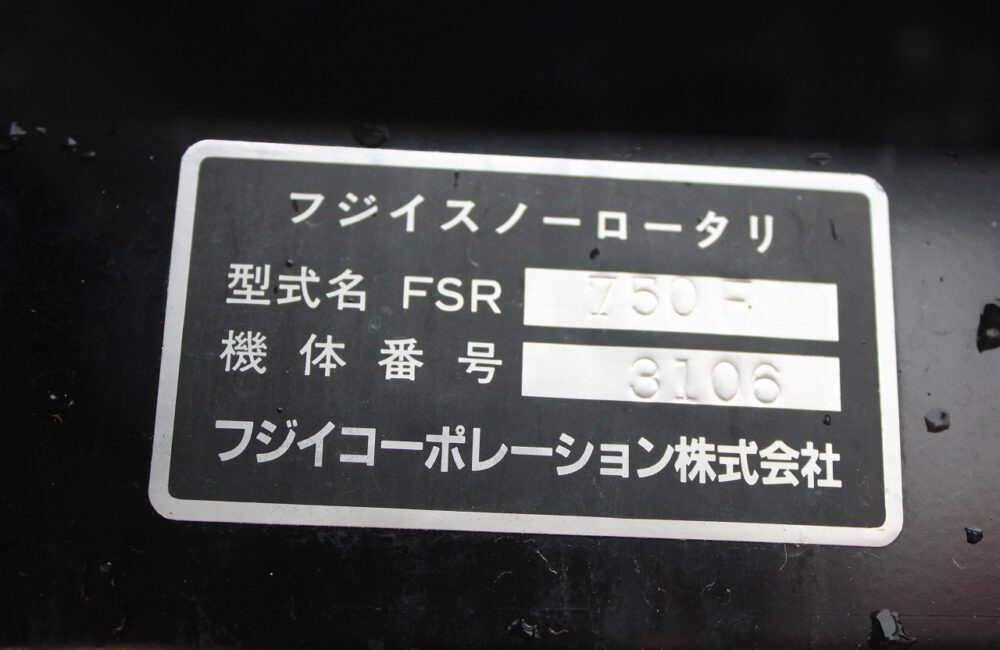 フジイスノーロータリ
型式名 FSR 750F
機体番号 3106
フジイコーポレーション株式会社